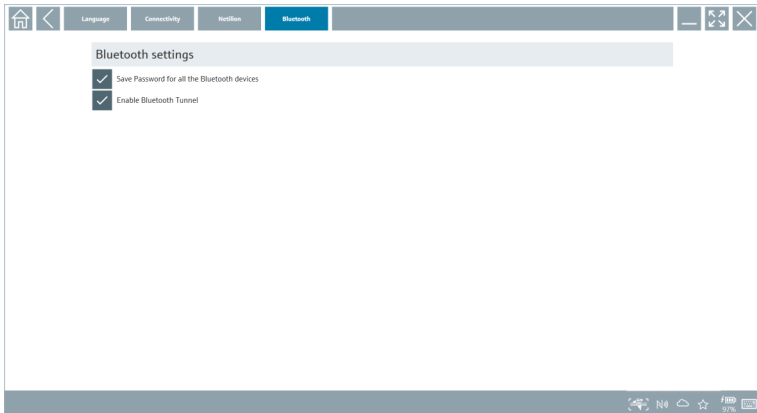 Language Connectivity Netilion Bluetooth
Bluetooth settings
Save Password for all the Bluetooth devices
Enable Bluetooth Tunnel
97%